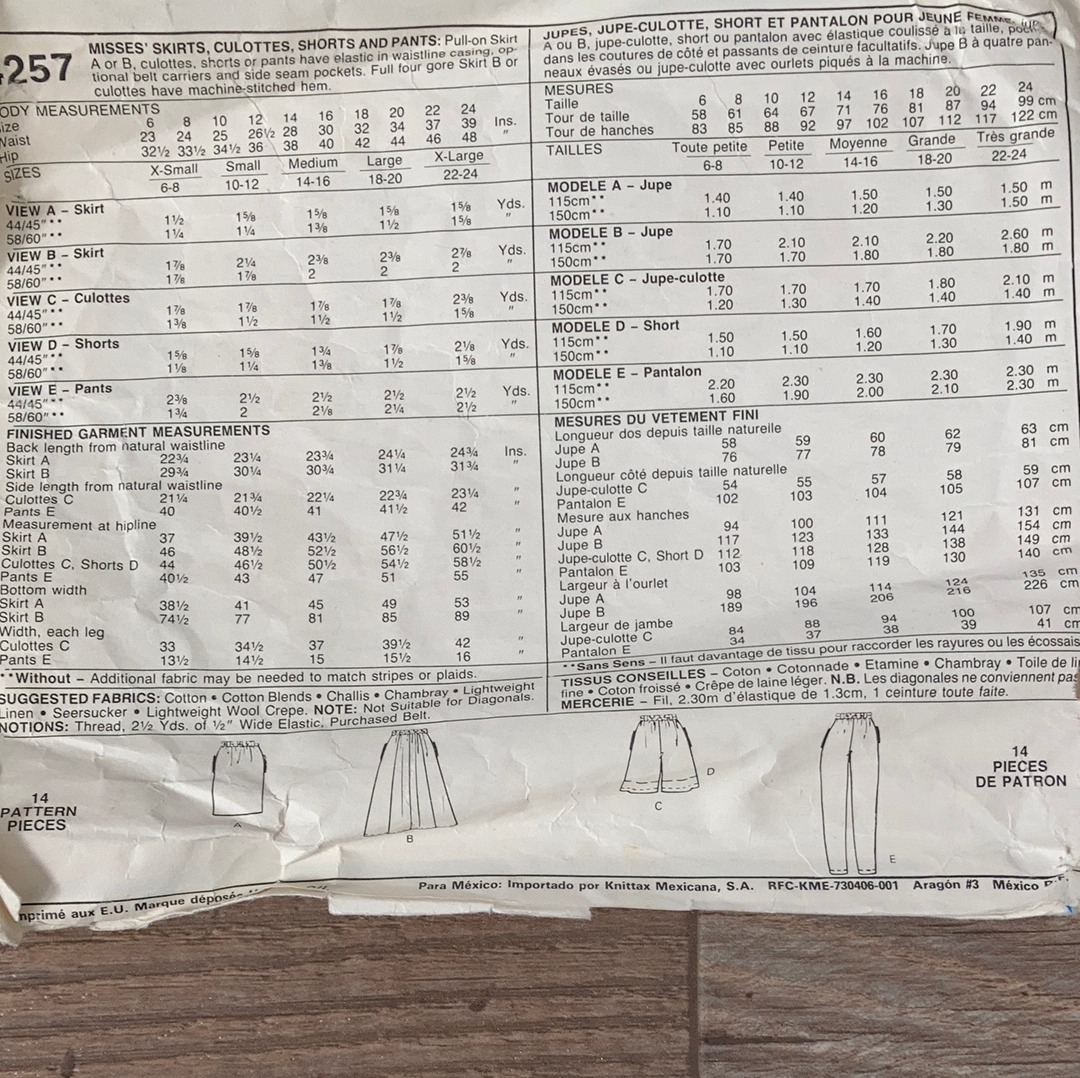 257
MISSES' SKIRTS, CULOTTES, SHORTS AND PANTS: Pull-on Skirt
A or B, culottes, shorts or pants have elastic in waistline casing, op-
tional belt carriers and side seam pockets. Full four gore Skirt B or
culottes have machine-stitched hem.
ODY MEASUREMENTS
ize 6 8 10 12 14 16 18 20 22 24 Ins.
Waist 23 24 25 26½ 28 30 32 34 37 39 "
Hip 32½ 33½ 34½ 36 38 40 42 44 46 48
SIZES X-Small Small Medium Large X-Large
6-8 10-12 14-16 18-20 22-24
VIEW A – Skirt
44/45"** 1½ 1⅝ 1⅝ 1⅝ 1⅝ Yds.
58/60"** 1¼ 1¼ 1⅜ 1½ 1⅝ "
VIEW B – Skirt
44/45"** 1⅞ 2¼ 2⅜ 2⅜ 2⅞ Yds.
58/60"** 1⅞ 1⅞ 2 2 2 "
VIEW C – Culottes
44/45"** 1⅞ 1⅞ 1⅞ 1⅞ 2⅜ Yds.
58/60"** 1⅜ 1½ 1½ 1½ 1⅝ "
VIEW D – Shorts
44/45"** 1⅝ 1⅝ 1¾ 1⅞ 2⅛ Yds.
58/60"** 1⅛ 1¼ 1⅜ 1½ 1⅝ "
VIEW E – Pants
44/45"** 2⅜ 2½ 2½ 2½ 2½ Yds.
58/60"** 1¾ 2 2⅛ 2¼ 2½ "
FINISHED GARMENT MEASUREMENTS
Back length from natural waistline
Skirt A 22¾ 23¼ 23¾ 24¼ 24¾ Ins.
Skirt B 29¾ 30¼ 30¾ 31¼ 31¾ "
Side length from natural waistline
Culottes C 21¼ 21¾ 22¼ 22¾ 23¼ "
Pants E 40 40½ 41 41½ 42 "
Measurement at hipline
Skirt A 37 39½ 43½ 47½ 51½ "
Skirt B 46 48½ 52½ 56½ 60½ "
Culottes C, Shorts D 44 46½ 50½ 54½ 58½ "
Pants E 40½ 43 47 51 55 "
Bottom width
Skirt A 38½ 41 45 49 53 "
Skirt B 74½ 77 81 85 89 "
Width, each leg
Culottes C 33 34½ 37 39½ 42 "
Pants E 13½ 14½ 15 15½ 16 "
**Without – Additional fabric may be needed to match stripes or plaids.
SUGGESTED FABRICS: Cotton • Cotton Blends • Challis • Chambray • Lightweight
Linen • Seersucker • Lightweight Wool Crepe. NOTE: Not Suitable for Diagonals.
NOTIONS: Thread, 2½ Yds. of ½" Wide Elastic, Purchased Belt.
JUPES, JUPE-CULOTTE, SHORT ET PANTALON POUR JEUNE FEMME
A ou B, jupe-culotte, short ou pantalon avec élastique coulissé à la taille,
dans les coutures de côté et passants de ceinture facultatifs. Jupe B à quatre pan-
neaux évasés ou jupe-culotte avec ourlets piqués à la machine.
MESURES
Taille 6 8 10 12 14 16 18 20 22 24
Tour de taille 58 61 64 67 71 76 81 87 94 99 cm
Tour de hanches 83 85 88 92 97 102 107 112 117 122 cm
TAILLES Toute petite Petite Moyenne Grande Très grande
6-8 10-12 14-16 18-20 22-24
MODELE A – Jupe
115cm** 1.40 1.40 1.50 1.50 1.50 m
150cm** 1.10 1.10 1.20 1.30 1.50 m
MODELE B – Jupe
115cm** 1.70 2.10 2.10 2.20 2.60 m
150cm** 1.70 1.70 1.80 1.80 1.80 m
MODELE C – Jupe-culotte
115cm** 1.70 1.70 1.70 1.80 2.10 m
150cm** 1.20 1.30 1.40 1.40 1.40 m
MODELE D – Short
115cm** 1.50 1.50 1.60 1.70 1.90 m
150cm** 1.10 1.10 1.20 1.30 1.40 m
MODELE E – Pantalon
115cm** 2.20 2.30 2.30 2.30 2.30 m
150cm** 1.60 1.90 2.00 2.10 2.30 m
MESURES DU VETEMENT FINI
Longueur dos depuis taille naturelle
Jupe A 58 59 60 62 63 cm
Jupe B 76 77 78 79 81 cm
Longueur côté depuis taille naturelle
Jupe-culotte C 54 55 57 58 59 cm
Pantalon E 102 103 104 105 107 cm
Mesure aux hanches
Jupe A 94 100 111 121 131 cm
Jupe B 117 123 133 144 154 cm
Jupe-culotte C, Short D 112 118 128 138 149 cm
Pantalon E 103 109 119 130 140 cm
Largeur à l'ourlet
Jupe A 98 104 114 124 135 cm
Jupe B 189 196 206 216 226 cm
Largeur de jambe
Jupe-culotte C 84 88 94 100 107 cm
Pantalon E 34 37 38 39 41 cm
**Sans Sens – Il faut davantage de tissu pour raccorder les rayures ou les écossais
TISSUS CONSEILLES – Coton • Cotonnade • Etamine • Chambray • Toile de
fine • Coton froissé • Crêpe de laine léger. N.B. Les diagonales ne conviennent pas
MERCERIE – Fil, 2.30m d'élastique de 1.3cm, 1 ceinture toute faite.
14
PATTERN
PIECES
A
B
C
D
E
14
PIECES
DE PATRON
Para México: Importado por Knittax Mexicana, S.A. RFC-KME-730406-001 Aragón #3 México
nprimé aux E.U. Marque déposée